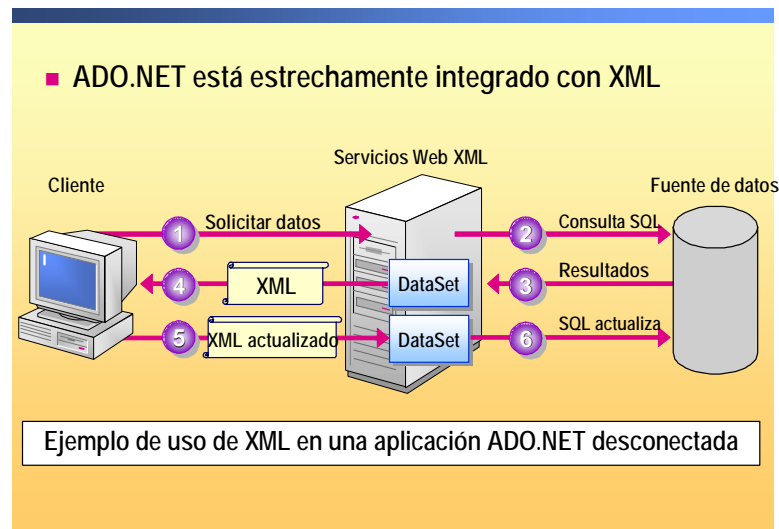 ADO.NET está estrechamente integrado con XML
Servicios Web XML
Cliente
Fuente de datos
1
Solicitar datos
2
Consulta SQL
4
XML
DataSet
3
Resultados
5
XML actualizado
DataSet
6
SQL actualiza
Ejemplo de uso de XML en una aplicación ADO.NET desconectada